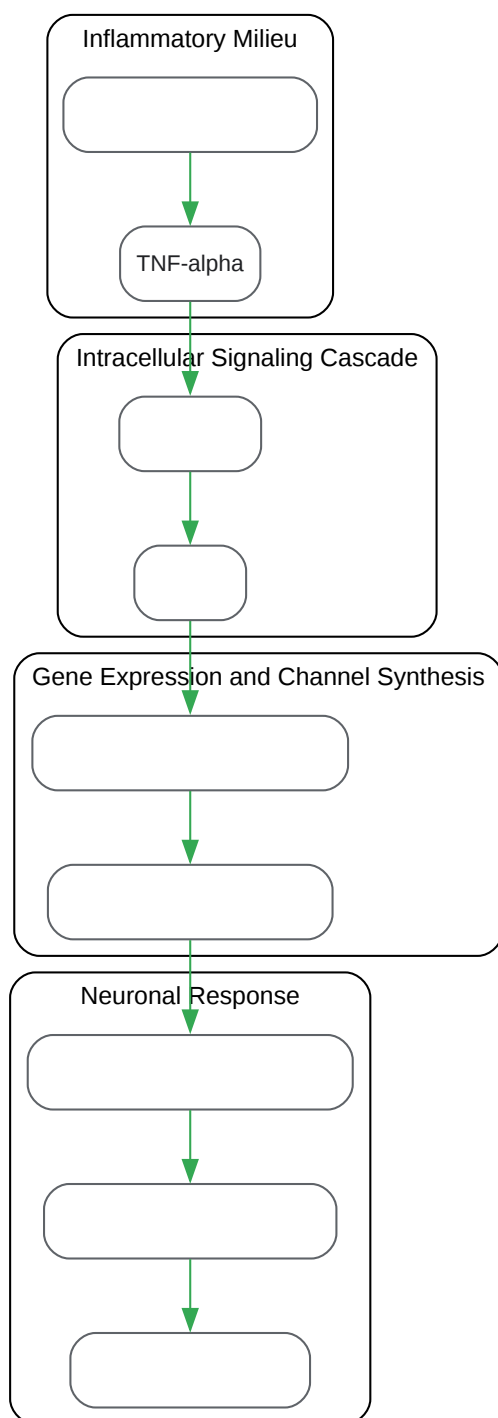 Inflammatory Milieu
TNF-alpha
Intracellular Signaling Cascade
Gene Expression and Channel Synthesis
Neuronal Response